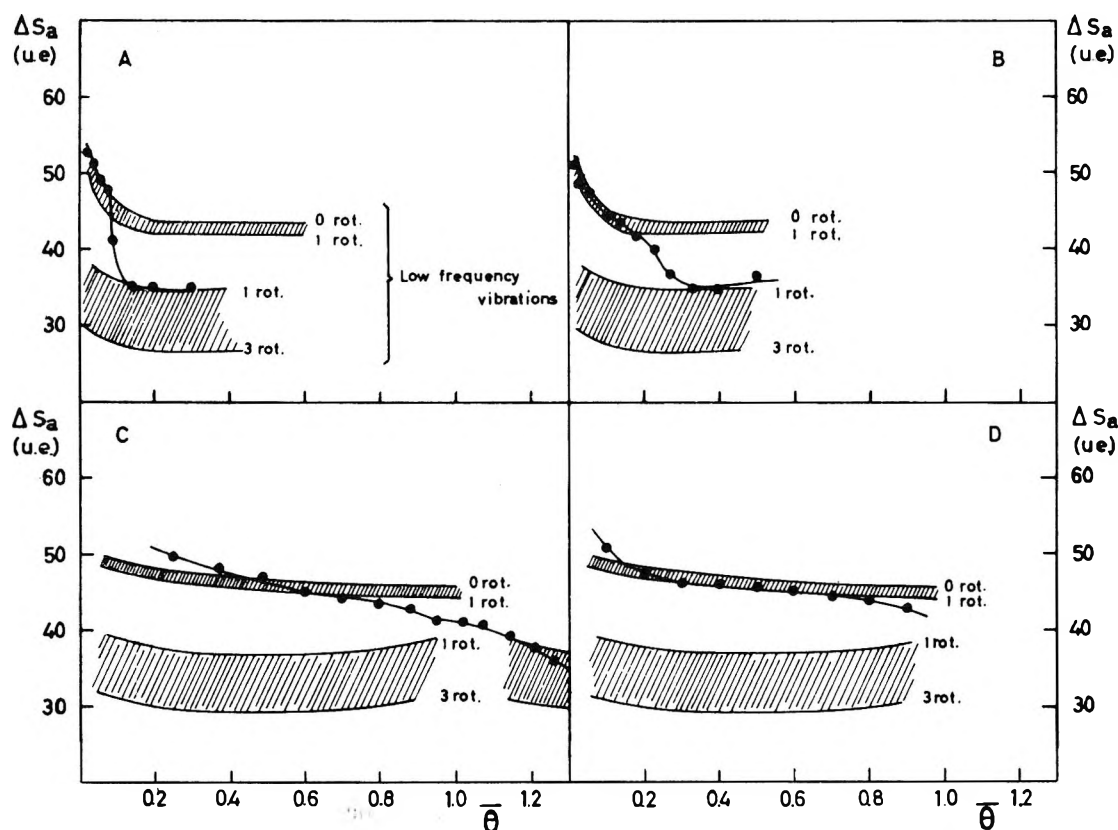 ΔSa
(u.e)
A
60
50
40
30
0 rot.
1 rot.
1 rot.
3 rot.
Low frequency
vibrations
B
ΔSa
(u.e.)
60
50
40
30
0 rot.
1 rot.
1 rot.
3 rot.
ΔSa
(u.e.)
C
60
50
40
30
0 rot.
1 rot.
1 rot.
3 rot.
0.2 0.4 0.6 0.8 1.0 1.2
θ̅
D
ΔSa
(u.e)
60
50
40
30
0 rot.
1 rot.
1 rot.
3 rot.
0.2 0.4 0.6 0.8 1.0 1.2
θ̅